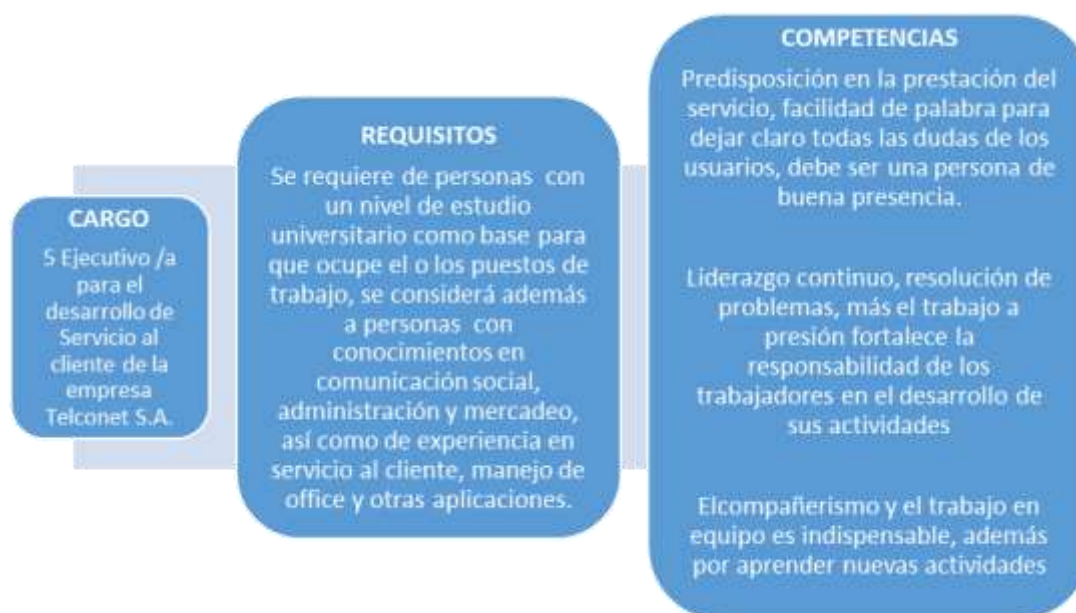 CARGO
5 Ejecutivo /a
para el
desarrollo de
Servicio al
cliente de la
empresa
Telconet S.A.
REQUISITOS
Se requiere de personas con
un nivel de estudio
universitario como base para
que ocupe el o los puestos de
trabajo, se considerá además
a personas con
conocimientos en
comunicación social,
administración y mercadeo,
así como de experiencia en
servicio al cliente, manejo de
office y otras aplicaciones.
COMPETENCIAS
Predisposición en la prestación del
servicio, facilidad de palabra para
dejar claro todas las dudas de los
usuarios, debe ser una persona de
buena presencia.
Liderazgo continuo, resolución de
problemas, más el trabajo a
presión fortalece la
responsabilidad de los
trabajadores en el desarrollo de
sus actividades
Elcompañerismo y el trabajo en
equipo es indispensable, además
por aprender nuevas actividades